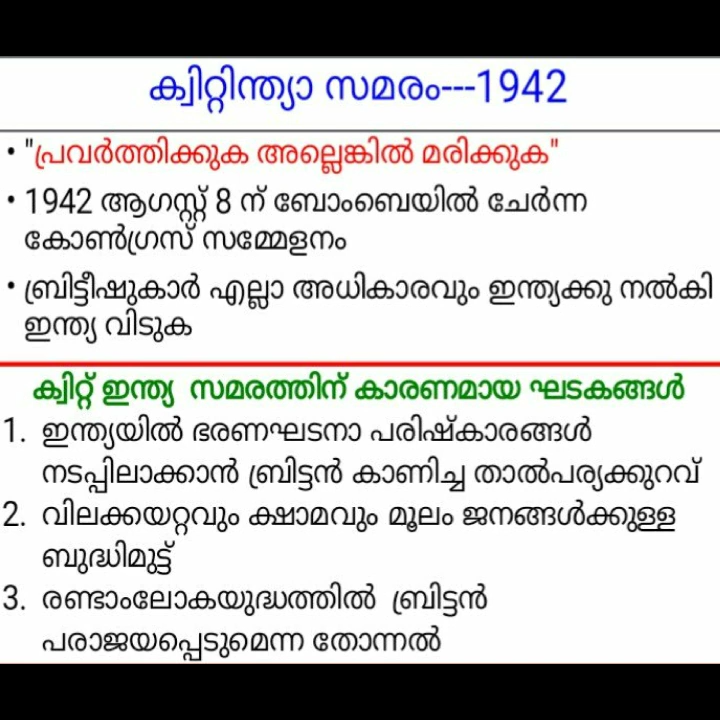 ക്വിറ്റിന്ത്യാ സമരം---1942
• "പ്രവർത്തിക്കുക അല്ലെങ്കിൽ മരിക്കുക"
• 1942 ആഗസ്റ്റ് 8 ന് ബോംബെയിൽ ചേർന്ന
കോൺഗ്രസ് സമ്മേളനം
• ബ്രിട്ടീഷുകാർ എല്ലാ അധികാരവും ഇന്ത്യക്കു നൽകി
ഇന്ത്യ വിടുക
ക്വിറ്റ് ഇന്ത്യ സമരത്തിന് കാരണമായ ഘടകങ്ങൾ
1. ഇന്ത്യയിൽ ഭരണഘടനാ പരിഷ്കാരങ്ങൾ
നടപ്പിലാക്കാൻ ബ്രിട്ടൻ കാണിച്ച താൽപര്യക്കുറവ്
2. വിലക്കയറ്റവും ക്ഷാമവും മൂലം ജനങ്ങൾക്കുള്ള
ബുദ്ധിമുട്ട്
3. രണ്ടാംലോകയുദ്ധത്തിൽ ബ്രിട്ടൻ
പരാജയപ്പെടുമെന്ന തോന്നൽ